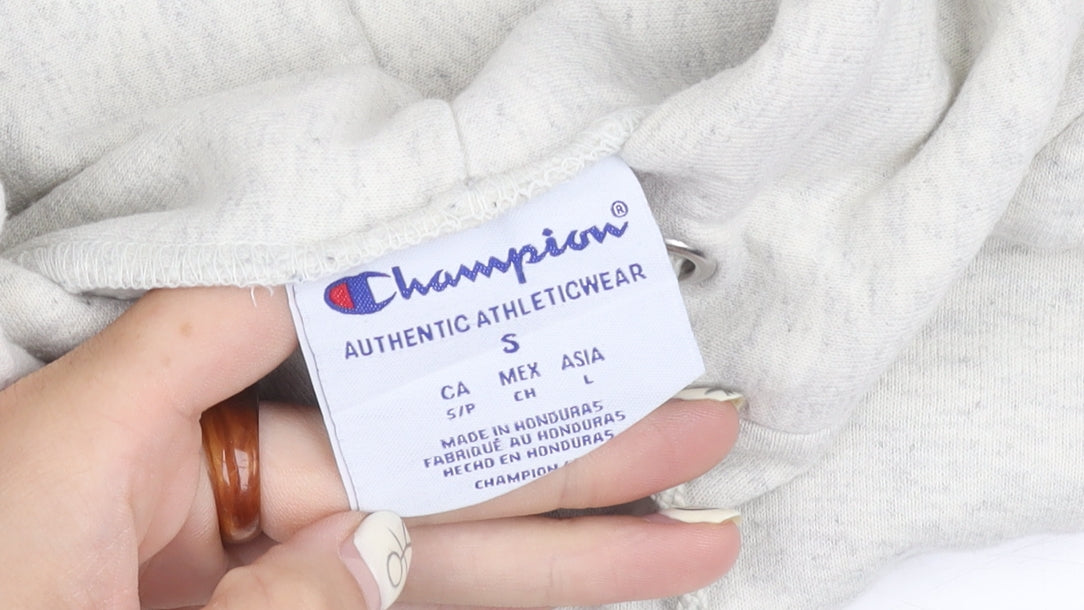 Champion®
AUTHENTIC ATHLETICWEAR
S
CA MEX ASIA
S/P CH L
MADE IN HONDURAS
FABRIQUÉ AU HONDURAS
HECHO EN HONDURAS
CHAMPION